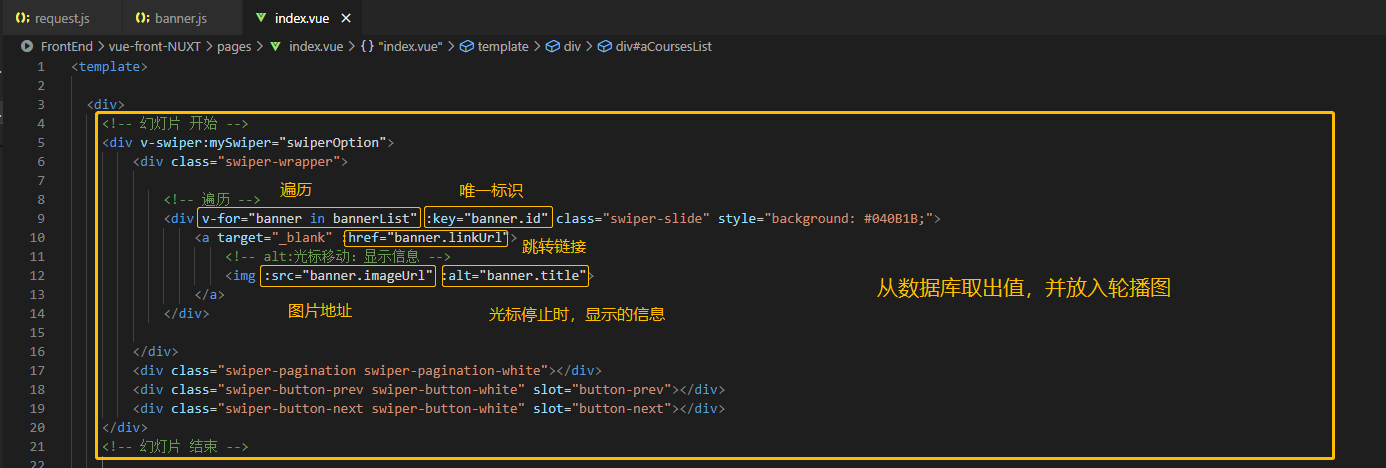 request.js banner.js index.vue
FrontEnd > vue-front-NUXT > pages > index.vue > {} "index.vue" > template > div > div#aCoursesList
1 <template>
2
3 <div>
4 <!-- 幻灯片 开始 -->
5 <div v-swiper:mySwiper="swiperOption">
6 <div class="swiper-wrapper">
7
遍历 唯一标识
8 <!-- 遍历 -->
9 <div v-for="banner in bannerList" :key="banner.id" class="swiper-slide" style="background: #040B1B;">
10 <a target="_blank" :href="banner.linkUrl">
跳转链接
11 <!-- alt:光标移动: 显示信息 -->
12 <img :src="banner.imageUrl" :alt="banner.title">
从数据库取出值，并放入轮播图
13 </a>
图片地址 光标停止时，显示的信息
14 </div>
15
16 </div>
17 <div class="swiper-pagination swiper-pagination-white"></div>
18 <div class="swiper-button-prev swiper-button-white" slot="button-prev"></div>
19 <div class="swiper-button-next swiper-button-white" slot="button-next"></div>
20 </div>
21 <!-- 幻灯片 结束 -->
22